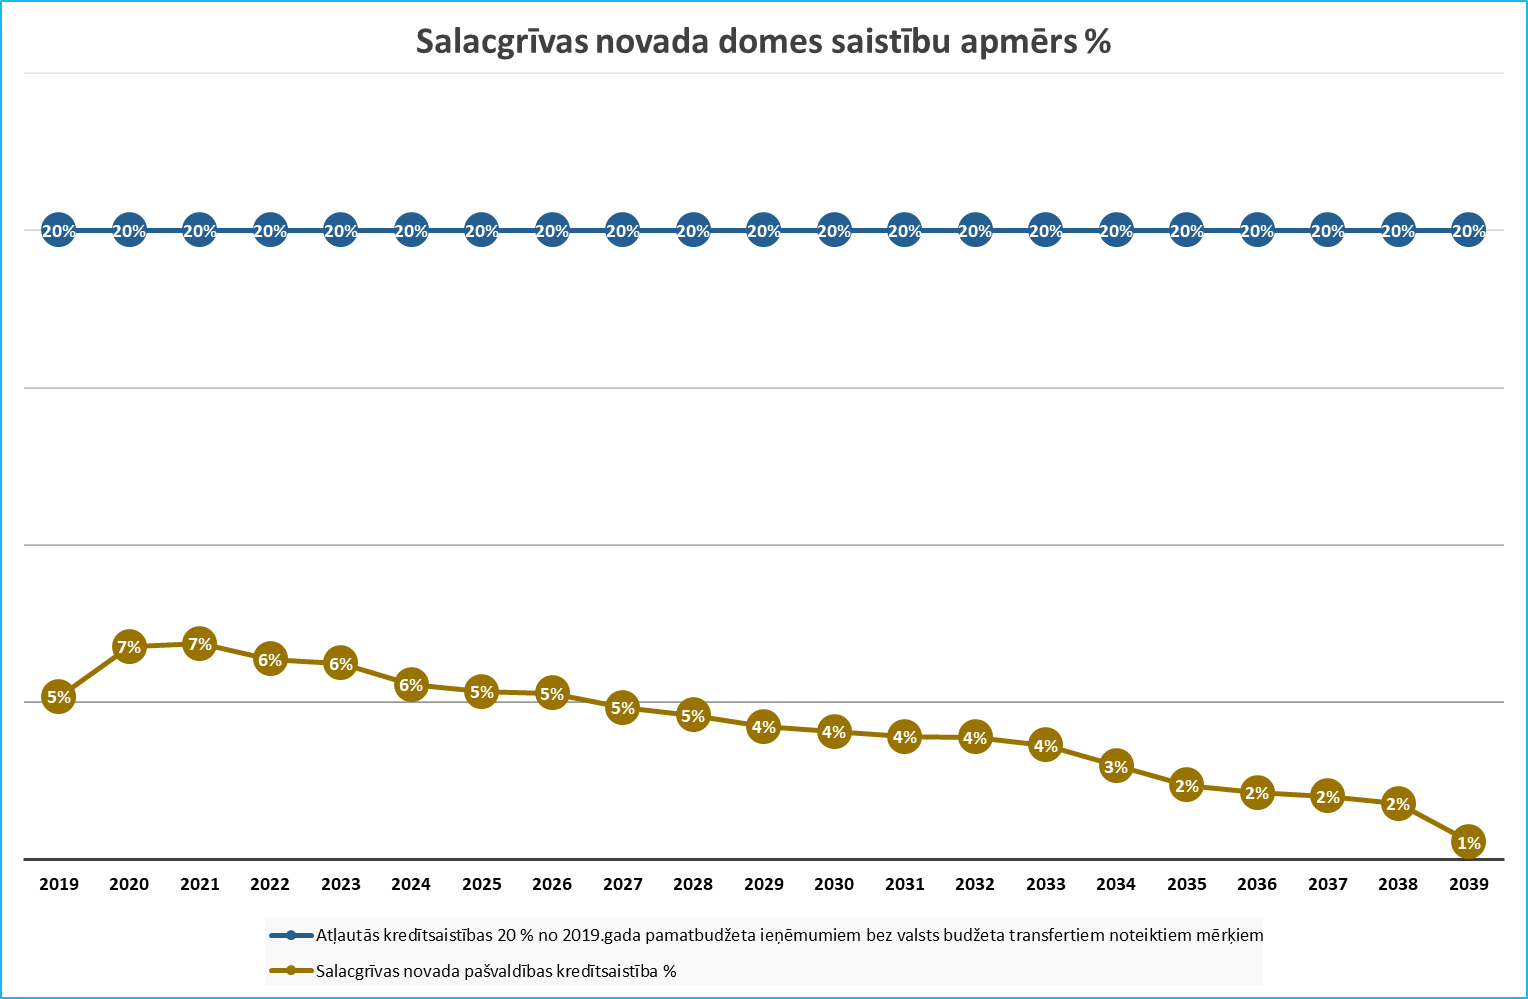 Salacgrīvas novada domes saistību apmērs %
20% 20% 20% 20% 20% 20% 20% 20% 20% 20% 20% 20% 20% 20% 20% 20% 20% 20% 20% 20% 20%
5% 7% 7% 6% 6% 6% 5% 5% 5% 5% 4% 4% 4% 4% 4% 3% 2% 2% 2% 2% 1%
2019 2020 2021 2022 2023 2024 2025 2026 2027 2028 2029 2030 2031 2032 2033 2034 2035 2036 2037 2038 2039
Atļautās kredītsaistības 20 % no 2019.gada pamatbudžeta ieņēmumiem bez valsts budžeta transfertiem noteiktiem mērķiem
Salacgrīvas novada pašvaldības kredītsaistība %